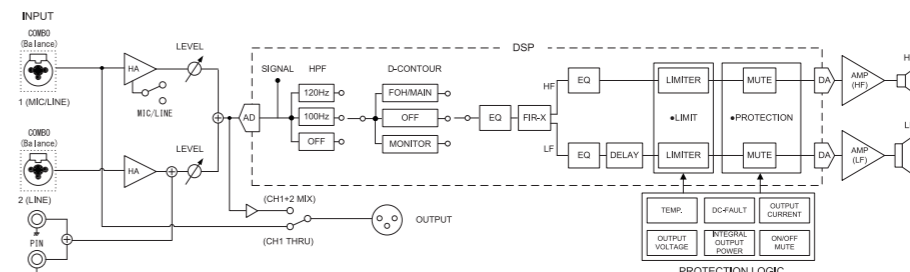 INPUT
COMBO
(Balance)
1 (MIC/LINE)
HA
MIC/LINE
LEVEL
COMBO
(Balance)
2 (LINE)
HA
LEVEL
PIN
DSP
AD
SIGNAL
HPF
120Hz
100Hz
OFF
D-CONTOUR
FOH/MAIN
OFF
MONITOR
EQ
FIR-X
HF
LF
EQ
EQ
DELAY
LIMITER
●LIMIT
LIMITER
MUTE
●PROTECTION
MUTE
DA
DA
AMP
(HF)
AMP
(LF)
H
L
(CH1+2 MIX)
(CH1 THRU)
OUTPUT
TEMP.
DC-FAULT
OUTPUT
CURRENT
OUTPUT
VOLTAGE
INTEGRAL
OUTPUT
POWER
ON/OFF
MUTE
PROTECTION LOGIC